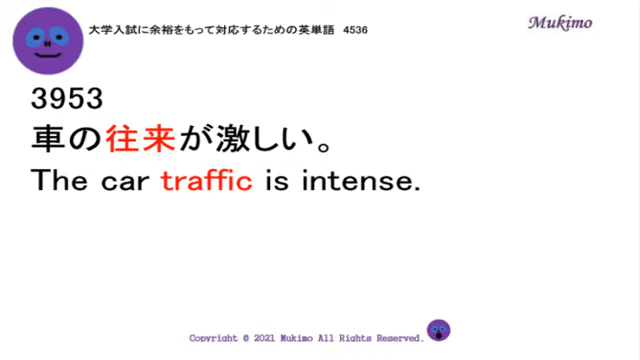 大学入試に余裕をもって対応するための英単語 4536
Mukimo
3953
車の往来が激しい。
The car traffic is intense.
Copyright © 2021 Mukimo All Rights Reserved.